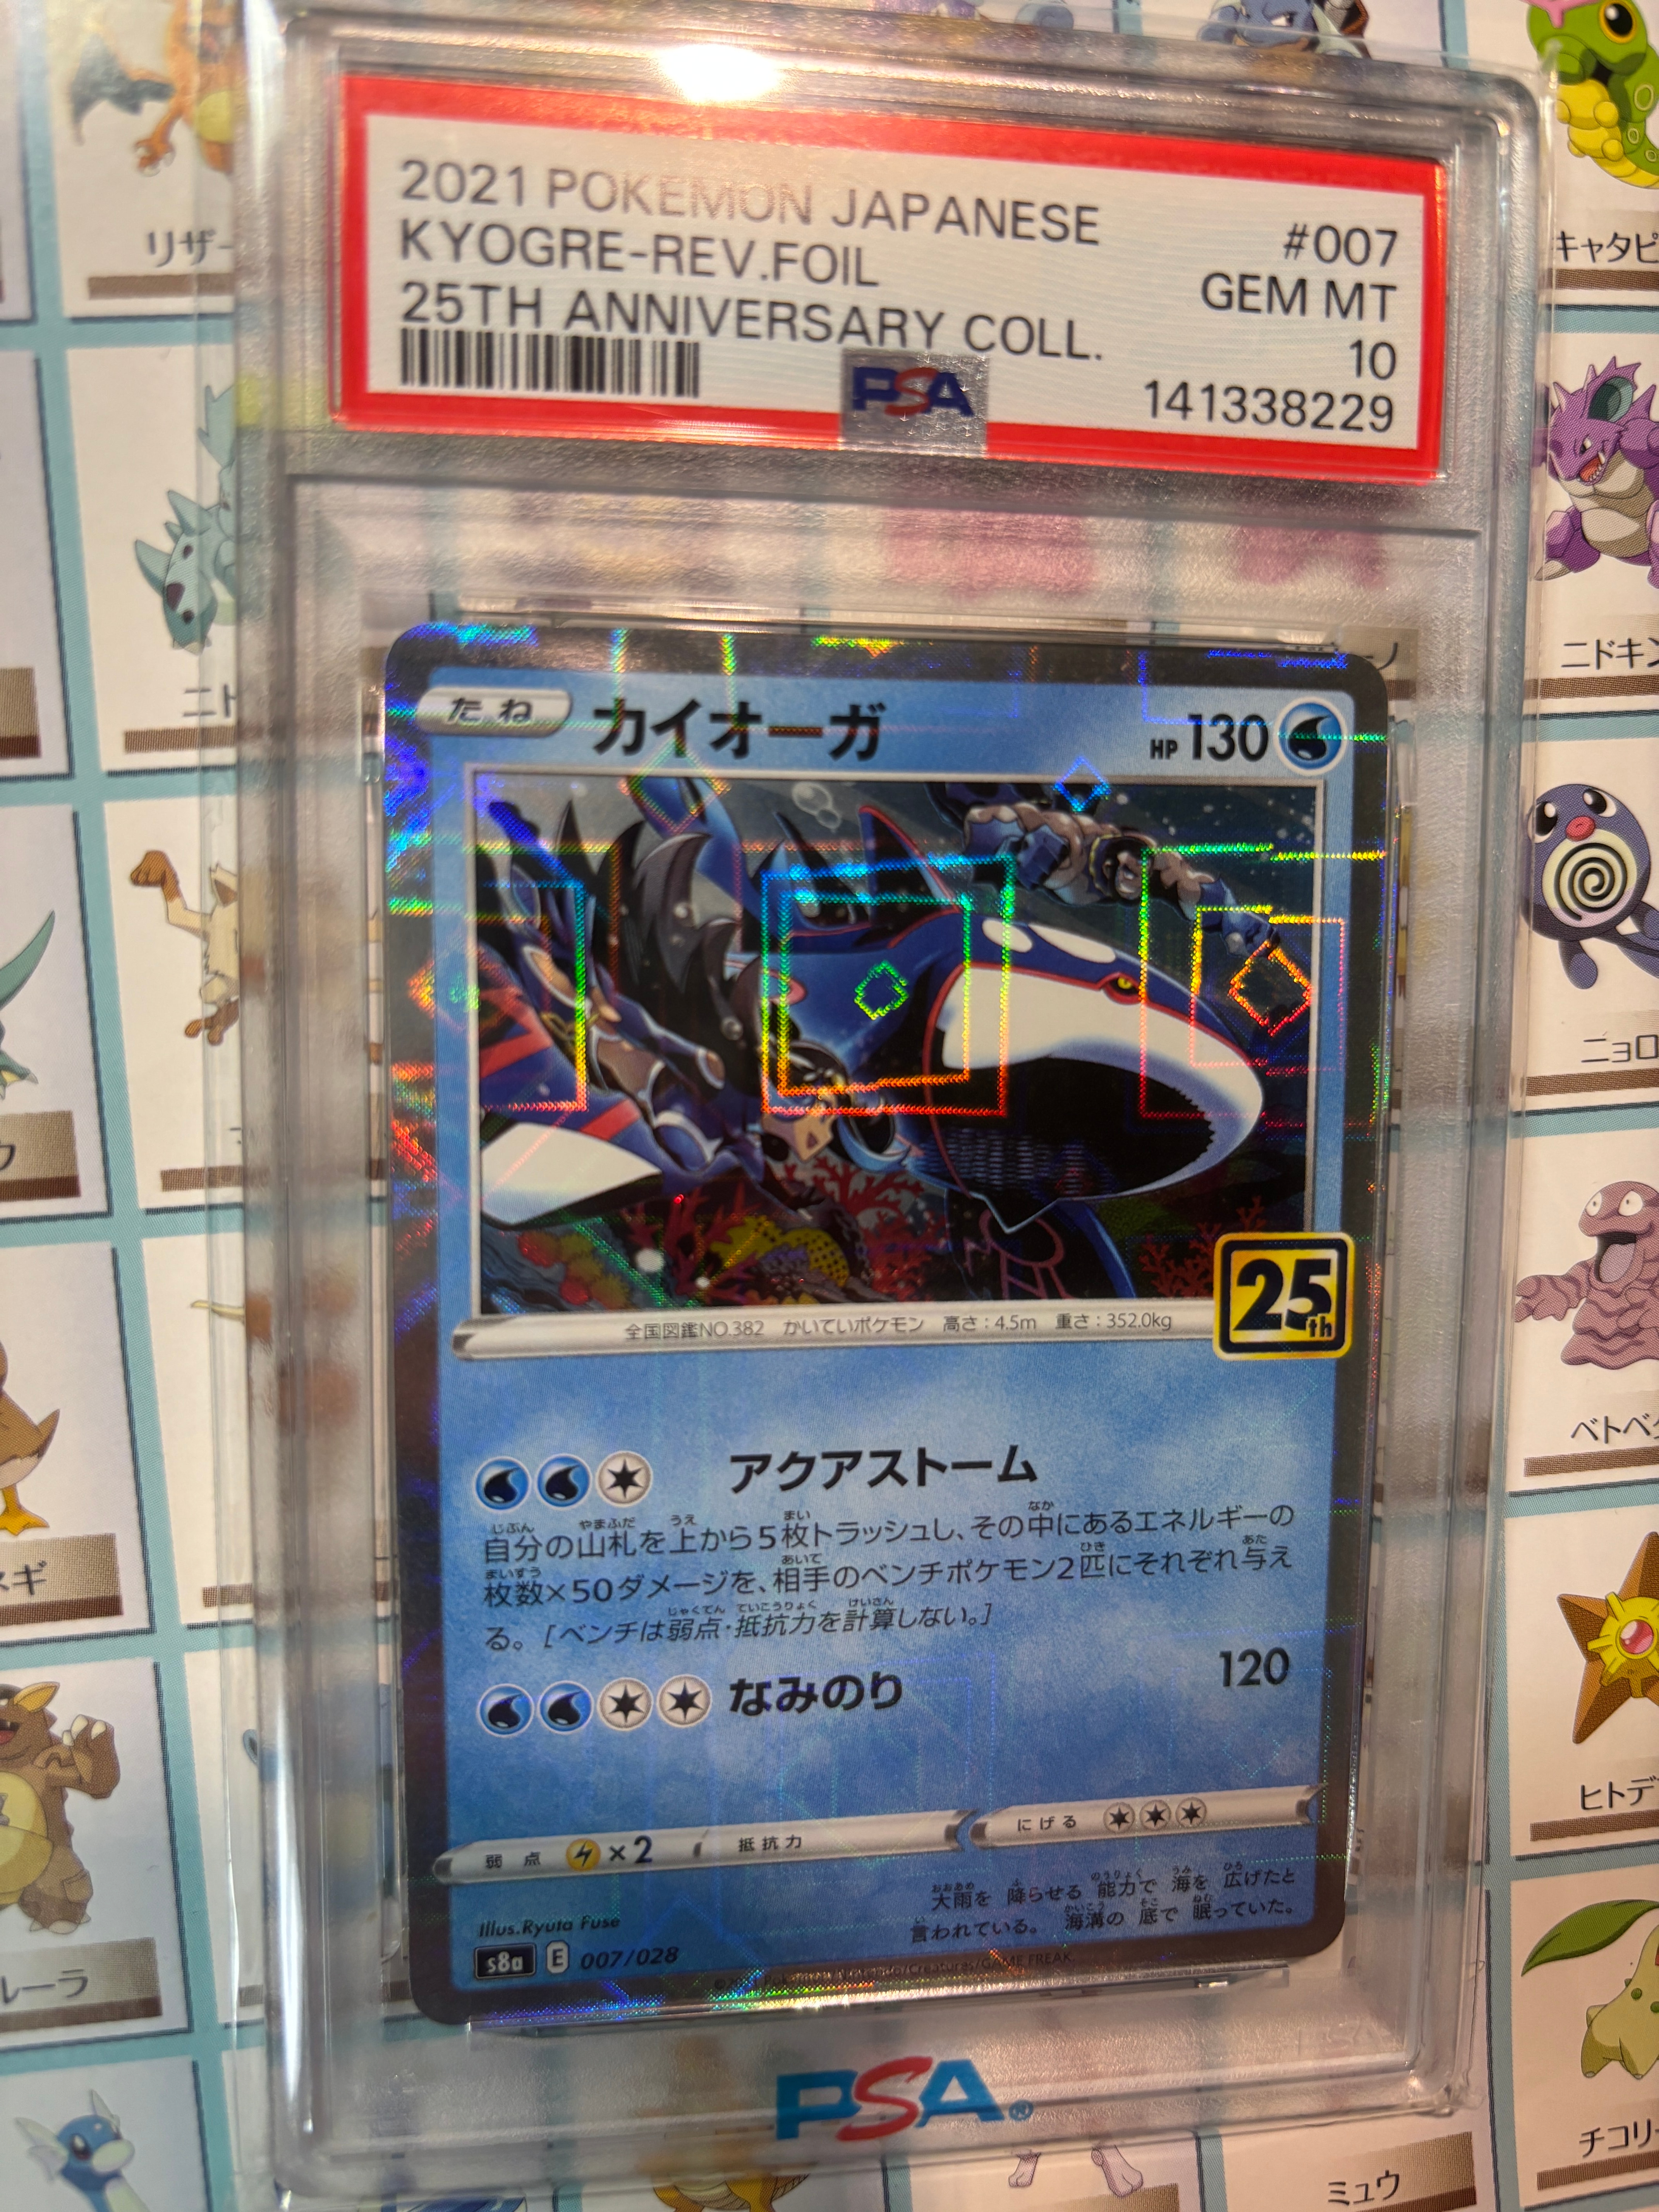 2021 POKEMON JAPANESE
KYOGRE-REV.FOIL
25TH ANNIVERSARY COLL.
#007
GEM MT
10
141338229
PSA
たね
カイオーガ
HP 130
全国図鑑NO.382 かいていポケモン 高さ：4.5m 重さ：352.0kg
25th
アクアストーム
自分の山札を上から5枚トラッシュし、その中にあるエネルギーの
枚数×50ダメージを、相手のベンチポケモン2匹にそれぞれ与え
る。［ベンチは弱点・抵抗力を計算しない。］
なみのり 120
弱点 ×2 抵抗力 にげる
大雨を 降らせる 能力で 海を 広げたと
言われている。 海溝の 底で 眠っていた。
Illus.Ryuta Fuse
s8a E 007/028
GAME FREAK
PSA®
リザー
キャタピ
ニド
ニドキン
ニョロ
ベトベ
ネギ
ヒトデ
ルーラ
チコリー
ミュウ